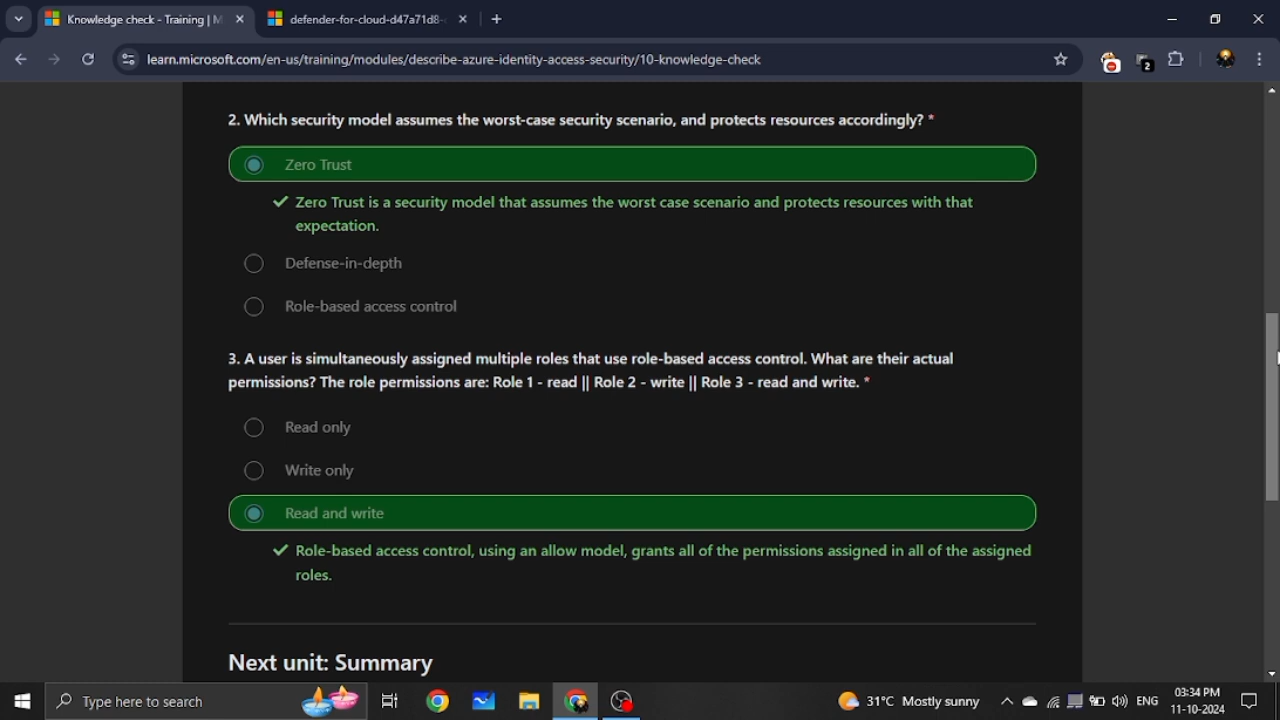 Knowledge check - Training | M
defender-for-cloud-d47a71d8-
learn.microsoft.com/en-us/training/modules/describe-azure-identity-access-security/10-knowledge-check
2
2. Which security model assumes the worst-case security scenario, and protects resources accordingly? *
Zero Trust
Zero Trust is a security model that assumes the worst case scenario and protects resources with that
expectation.
Defense-in-depth
Role-based access control
3. A user is simultaneously assigned multiple roles that use role-based access control. What are their actual
permissions? The role permissions are: Role 1 - read || Role 2 - write || Role 3 - read and write. *
Read only
Write only
Read and write
Role-based access control, using an allow model, grants all of the permissions assigned in all of the assigned
roles.
Next unit: Summary
Type here to search
31°C Mostly sunny
ENG
03:34 PM
11-10-2024